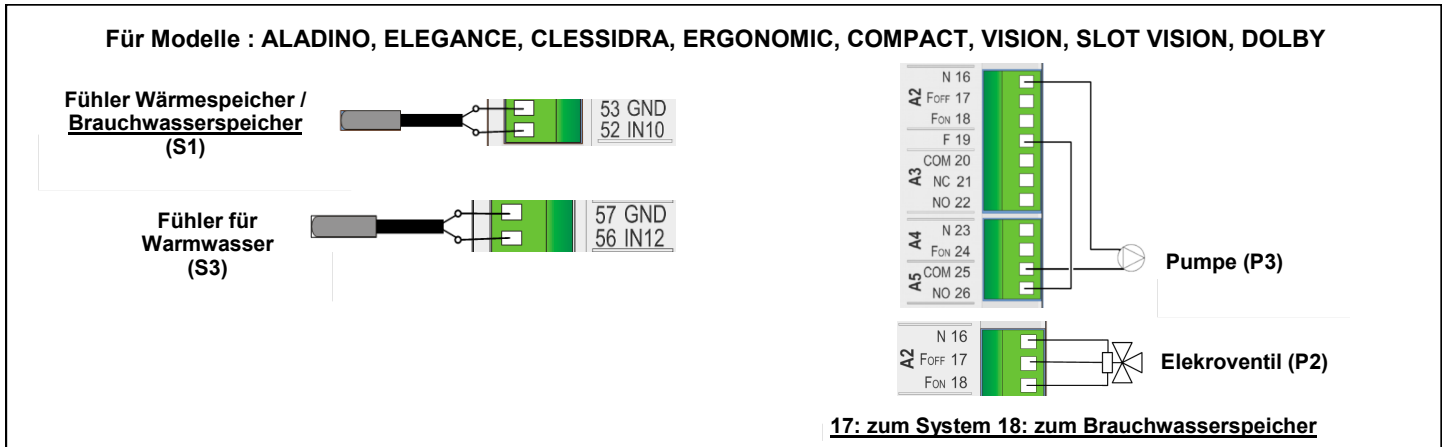 Für Modelle : ALADINO, ELEGANCE, CLESSIDRA, ERGONOMIC, COMPACT, VISION, SLOT VISION, DOLBY
Fühler Wärmespeicher /
Brauchwasserspeicher
(S1)
53 GND
52 IN10
Fühler für
Warmwasser
(S3)
57 GND
56 IN12
A2
N 16
FOFF 17
FON 18
F 19
A3
COM 20
NC 21
NO 22
A4
N 23
FON 24
A5
COM 25
NO 26
Pumpe (P3)
A2
N 16
FOFF 17
FON 18
Elekroventil (P2)
17: zum System 18: zum Brauchwasserspeicher